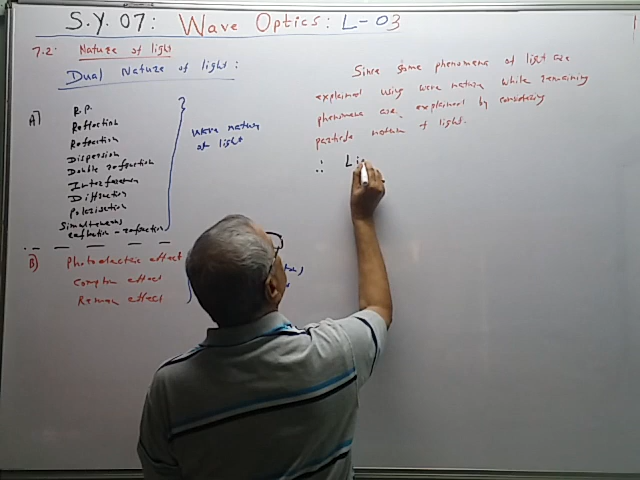 S.Y. 07: Wave Optics: L-03
7.2: Nature of light
Dual Nature of light:
A]
R.P.
Reflection
Refraction
Dispersion
Double refraction
Interference
Diffraction
Polarisation
Simultaneous
reflection - refraction
wave nature
of light
B]
Photoelectric effect
Compton effect
Raman effect
Since some phenomena of light are
explained using wave nature while remaining
phenomena are explained by considering
particle nature of light.
∴ Li